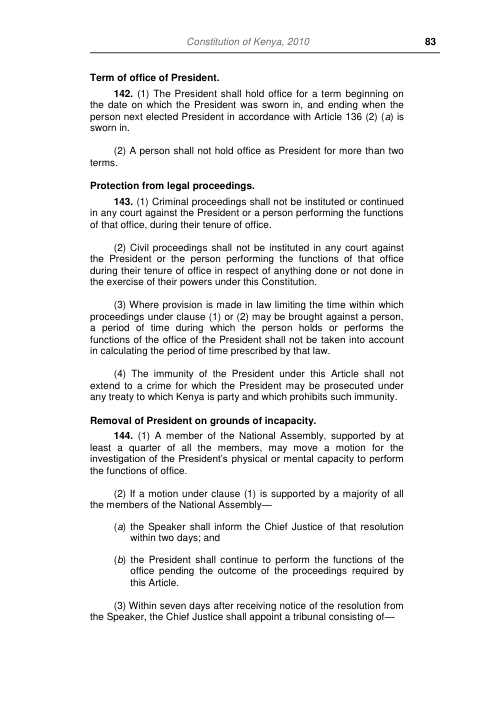 Constitution of Kenya, 2010 83
Term of office of President.
142. (1) The President shall hold office for a term beginning on
the date on which the President was sworn in, and ending when the
person next elected President in accordance with Article 136 (2) (a) is
sworn in.
(2) A person shall not hold office as President for more than two
terms.
Protection from legal proceedings.
143. (1) Criminal proceedings shall not be instituted or continued
in any court against the President or a person performing the functions
of that office, during their tenure of office.
(2) Civil proceedings shall not be instituted in any court against
the President or the person performing the functions of that office
during their tenure of office in respect of anything done or not done in
the exercise of their powers under this Constitution.
(3) Where provision is made in law limiting the time within which
proceedings under clause (1) or (2) may be brought against a person,
a period of time during which the person holds or performs the
functions of the office of the President shall not be taken into account
in calculating the period of time prescribed by that law.
(4) The immunity of the President under this Article shall not
extend to a crime for which the President may be prosecuted under
any treaty to which Kenya is party and which prohibits such immunity.
Removal of President on grounds of incapacity.
144. (1) A member of the National Assembly, supported by at
least a quarter of all the members, may move a motion for the
investigation of the President's physical or mental capacity to perform
the functions of office.
(2) If a motion under clause (1) is supported by a majority of all
the members of the National Assembly—
(a) the Speaker shall inform the Chief Justice of that resolution
within two days; and
(b) the President shall continue to perform the functions of the
office pending the outcome of the proceedings required by
this Article.
(3) Within seven days after receiving notice of the resolution from
the Speaker, the Chief Justice shall appoint a tribunal consisting of—